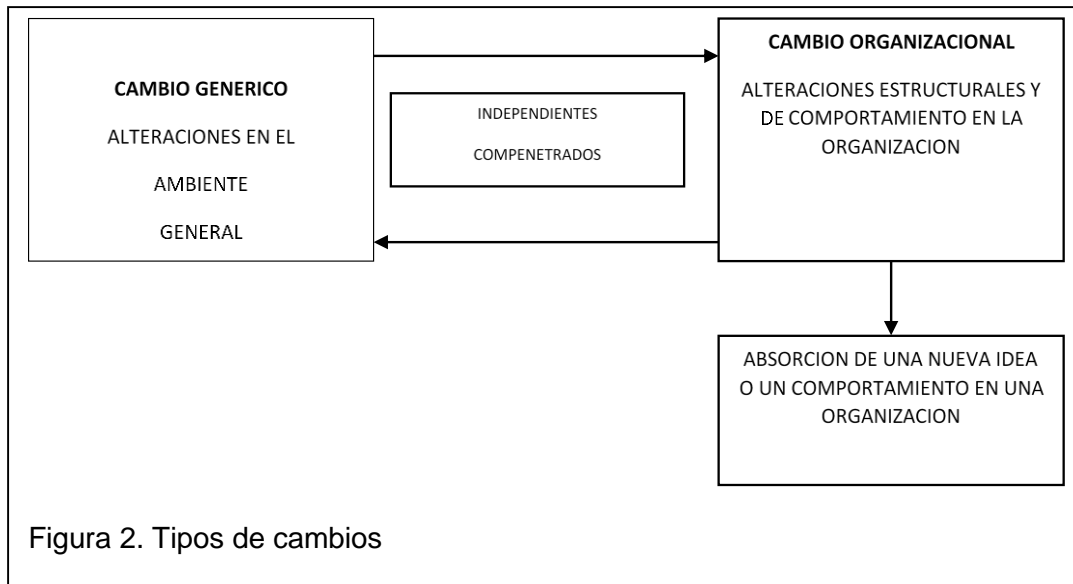 CAMBIO GENERICO
ALTERACIONES EN EL
AMBIENTE
GENERAL
INDEPENDIENTES
COMPENETRADOS
CAMBIO ORGANIZACIONAL
ALTERACIONES ESTRUCTURALES Y
DE COMPORTAMIENTO EN LA
ORGANIZACION
ABSORCION DE UNA NUEVA IDEA
O UN COMPORTAMIENTO EN UNA
ORGANIZACION
Figura 2. Tipos de cambios